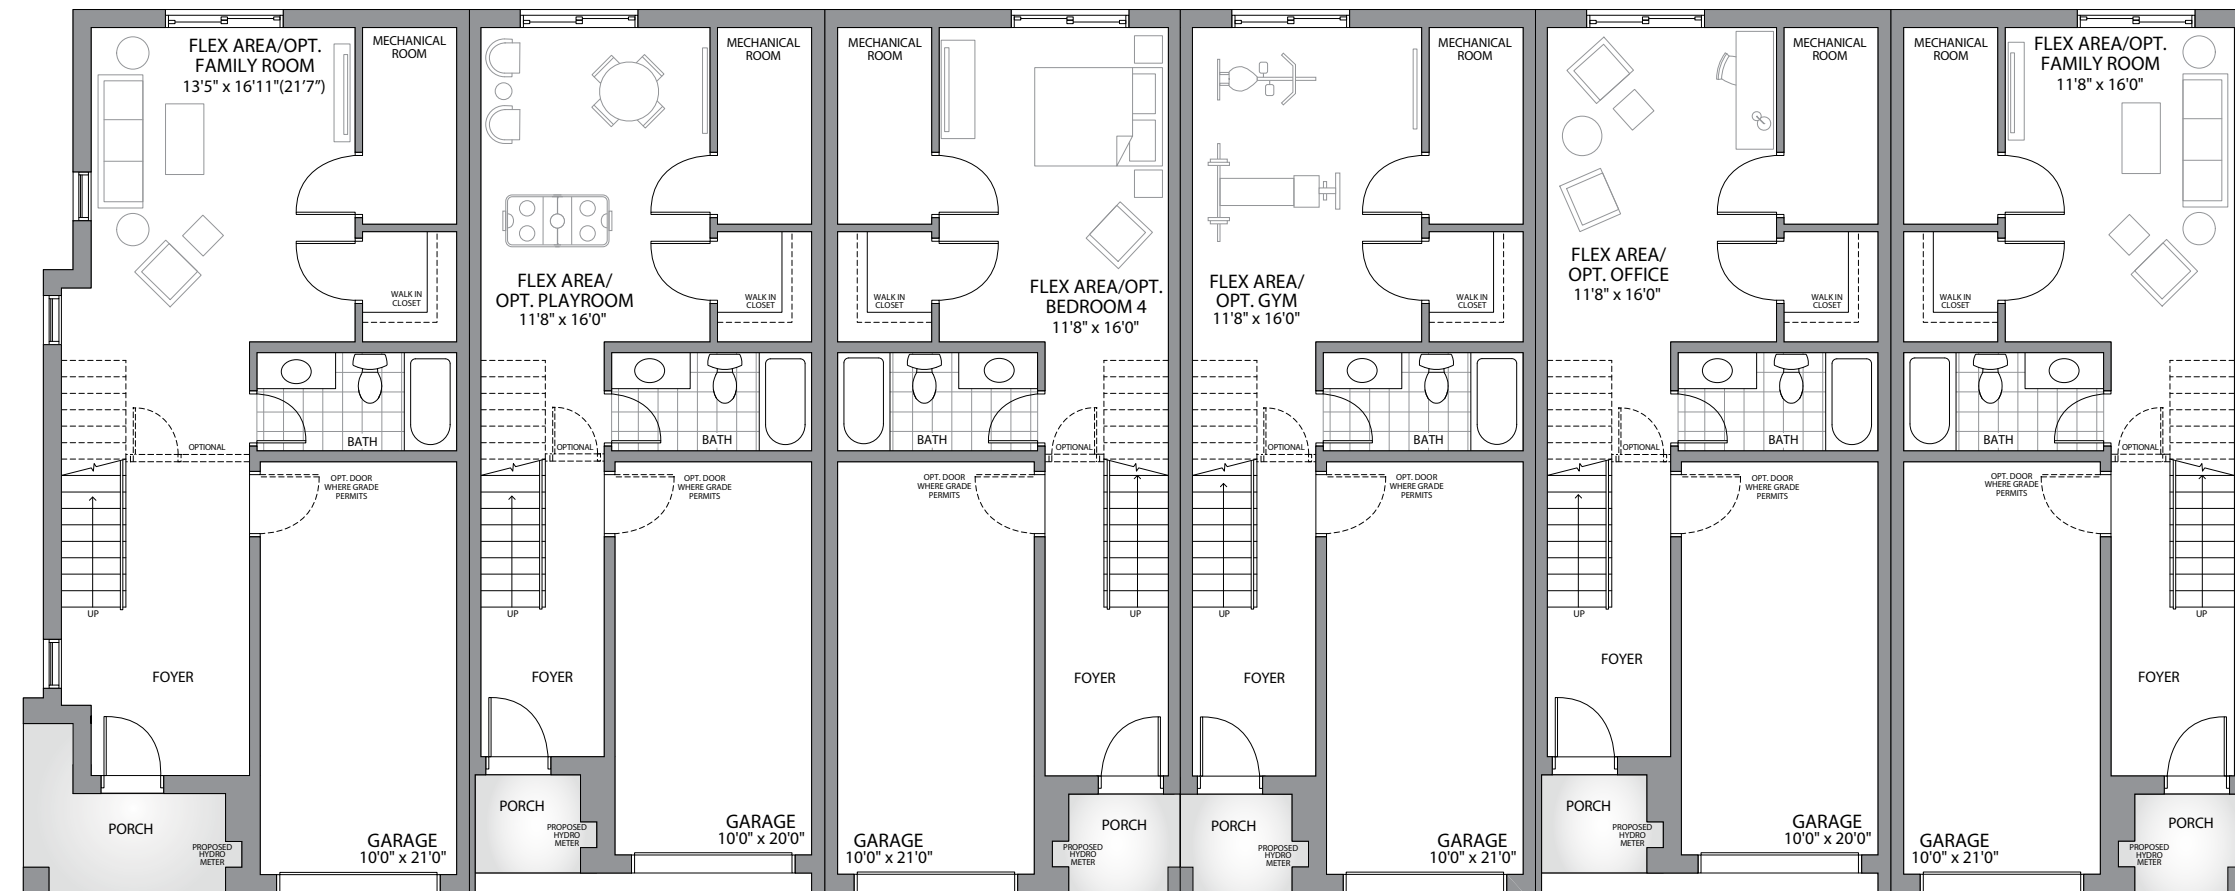 FLEX AREA/OPT.
FAMILY ROOM
13'5" x 16'11"(21'7")
MECHANICAL
ROOM
WALK IN
CLOSET
BATH
OPTIONAL
OPT. DOOR
WHERE GRADE
PERMITS
UP
FOYER
PORCH
PROPOSED
HYDRO
METER
GARAGE
10'0" x 21'0"
MECHANICAL
ROOM
FLEX AREA/
OPT. PLAYROOM
11'8" x 16'0"
WALK IN
CLOSET
BATH
OPTIONAL
OPT. DOOR
WHERE GRADE
PERMITS
UP
FOYER
PORCH
PROPOSED
HYDRO
METER
GARAGE
10'0" x 20'0"
MECHANICAL
ROOM
FLEX AREA/OPT.
BEDROOM 4
11'8" x 16'0"
WALK IN
CLOSET
BATH
OPTIONAL
OPT. DOOR
WHERE GRADE
PERMITS
UP
FOYER
PORCH
PROPOSED
HYDRO
METER
GARAGE
10'0" x 21'0"
MECHANICAL
ROOM
FLEX AREA/
OPT. GYM
11'8" x 16'0"
WALK IN
CLOSET
BATH
OPTIONAL
OPT. DOOR
WHERE GRADE
PERMITS
UP
FOYER
PORCH
PROPOSED
HYDRO
METER
GARAGE
10'0" x 21'0"
MECHANICAL
ROOM
FLEX AREA/
OPT. OFFICE
11'8" x 16'0"
WALK IN
CLOSET
BATH
OPTIONAL
OPT. DOOR
WHERE GRADE
PERMITS
UP
FOYER
PORCH
PROPOSED
HYDRO
METER
GARAGE
10'0" x 20'0"
MECHANICAL
ROOM
FLEX AREA/OPT.
FAMILY ROOM
11'8" x 16'0"
WALK IN
CLOSET
BATH
OPTIONAL
OPT. DOOR
WHERE GRADE
PERMITS
UP
FOYER
PORCH
PROPOSED
HYDRO
METER
GARAGE
10'0" x 21'0"